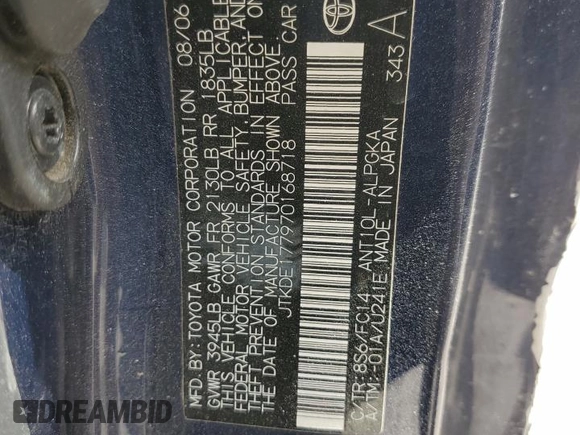 MFD. BY: TOYOTA MOTOR CORPORATION 08/06
GVWR 3945LB GAWR FR 2130LB RR 1835LB
THIS VEHICLE CONFORMS TO ALL APPLICABLE
FEDERAL MOTOR VEHICLE SAFETY, BUMPER, AND
THEFT PREVENTION STANDARDS IN EFFECT ON
THE DATE OF MANUFACTURE SHOWN ABOVE.
JTKDE177970168718 PASS CAR
C/TR: 8S6/FC14 ANT10L-ALPGKA
A/TM: -01A/U241E MADE IN JAPAN 343
A
DREAMBID